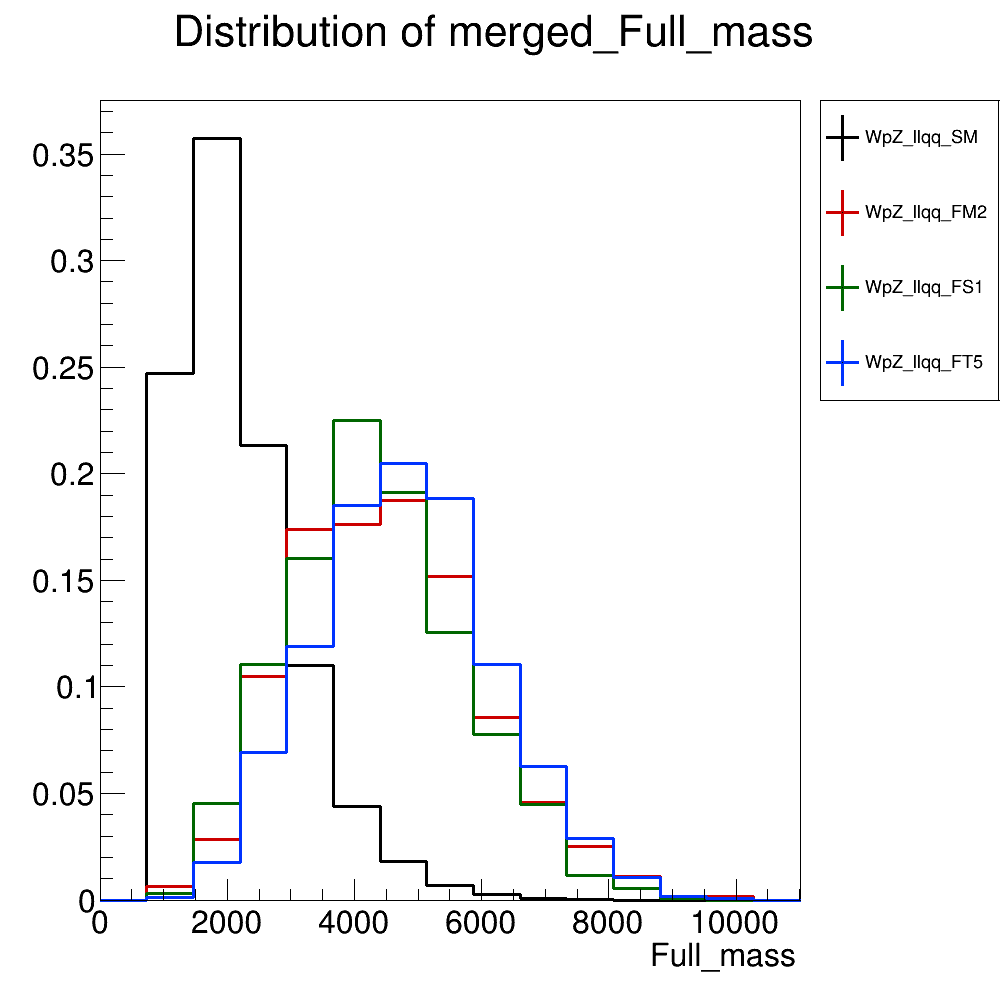 Distribution of merged_Full_mass
WpZ_llqq_SM
WpZ_llqq_FM2
WpZ_llqq_FS1
WpZ_llqq_FT5
0.35
0.3
0.25
0.2
0.15
0.1
0.05
0
0 2000 4000 6000 8000 10000
Full_mass